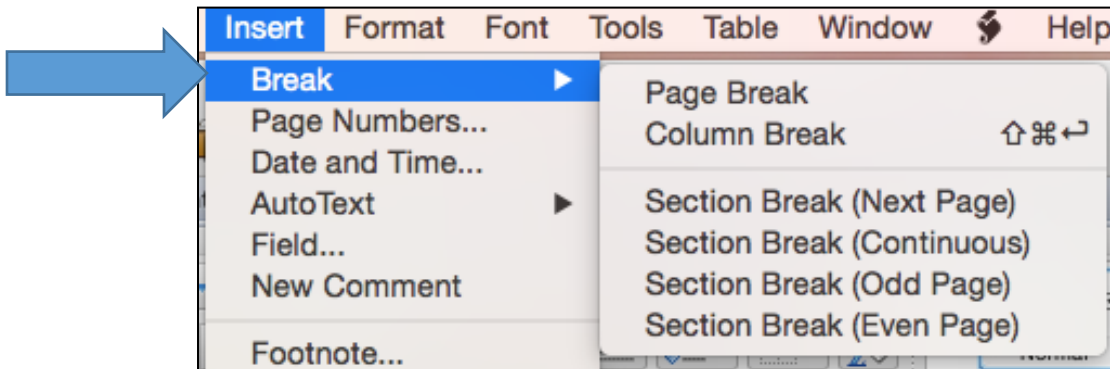 Insert Format Font Tools Table Window Help
Break ▶
Page Numbers...
Date and Time...
AutoText ▶
Field...
New Comment
Footnote...
Page Break
Column Break ⇧⌘↩
Section Break (Next Page)
Section Break (Continuous)
Section Break (Odd Page)
Section Break (Even Page)
Normal